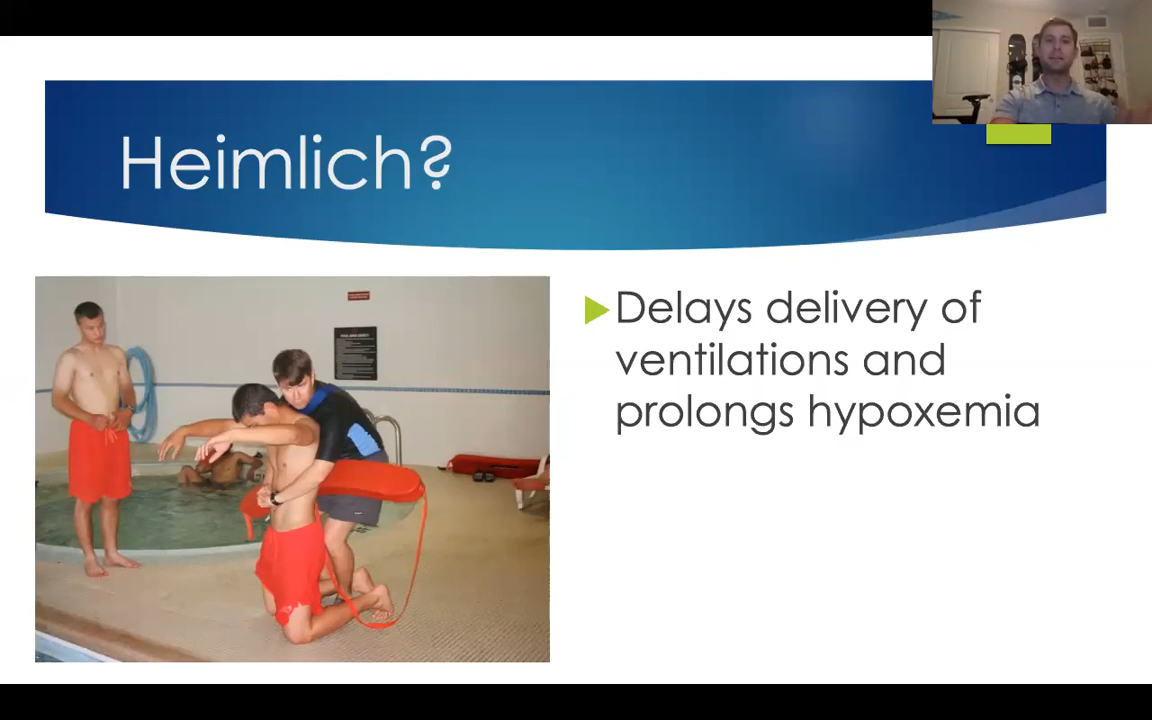 Heimlich?
Delays delivery of
ventilations and
prolongs hypoxemia